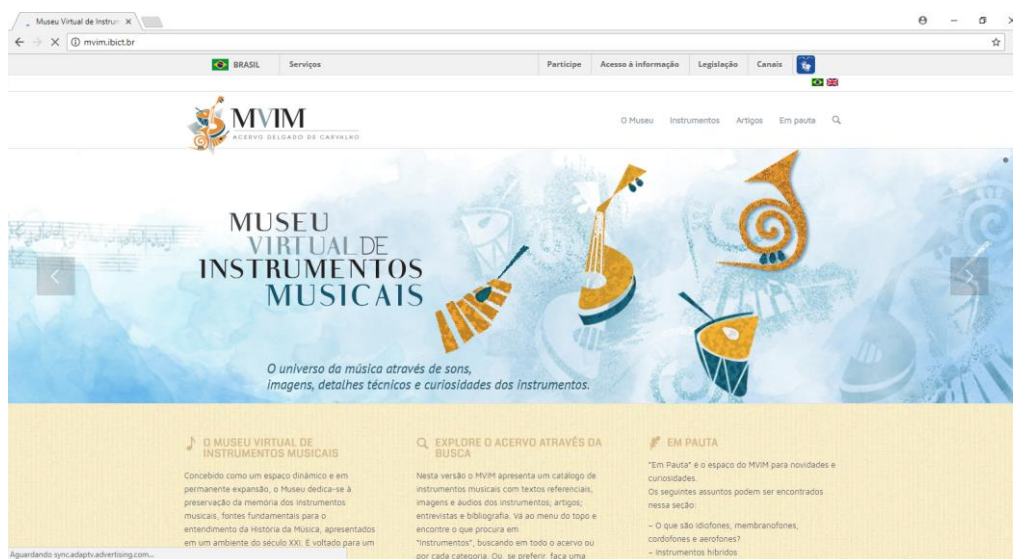 Museu Virtual de Instrum
mvim.ibict.br
BRASIL Serviços Participe Acesso à informação Legislação Canais
MVIM
ACERVO DELGADO DE CARVALHO
O Museu Instrumentos Artigos Em pauta
MUSEU
VIRTUAL DE
INSTRUMENTOS
MUSICAIS
O universo da música através de sons,
imagens, detalhes técnicos e curiosidades dos instrumentos.
O MUSEU VIRTUAL DE
INSTRUMENTOS MUSICAIS
Concebido como um espaço dinâmico e em
permanente expansão, o Museu dedica-se à
preservação da memória dos instrumentos
musicais, fontes fundamentais para o
entendimento da História da Música, apresentados
em um ambiente do século XXI. É voltado para um
EXPLORE O ACERVO ATRAVÉS DA
BUSCA
Nesta versão o MVIM apresenta um catálogo de
instrumentos musicais com textos referenciais,
imagens e áudios dos instrumentos; artigos;
entrevistas e bibliografia. Vá ao menu do topo e
encontre o que procura em
"Instrumentos", buscando em todo o acervo ou
por cada categoria. Ou, se preferir, faça uma
EM PAUTA
"Em Pauta" é o espaço do MVIM para novidades e
curiosidades.
Os seguintes assuntos podem ser encontrados
nessa seção:
– O que são idiofones, membranofones,
cordofones e aerofones?
– Instrumentos híbridos
Aguardando sync.adaptv.advertising.com...